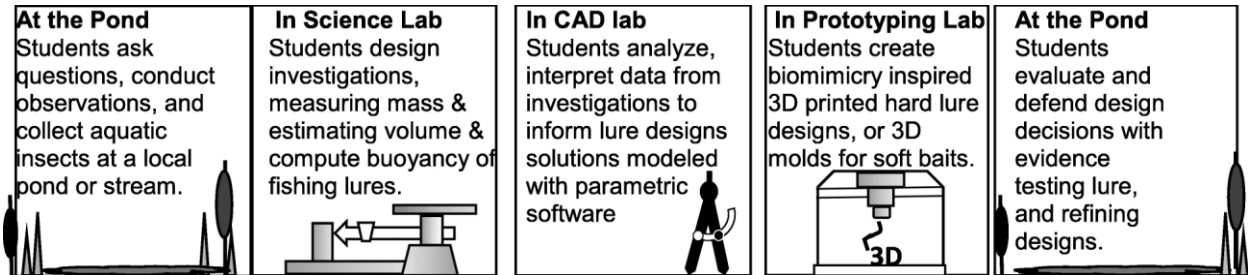 At the Pond
Students ask
questions, conduct
observations, and
collect aquatic
insects at a local
pond or stream.
In Science Lab
Students design
investigations,
measuring mass &
estimating volume &
compute buoyancy of
fishing lures.
In CAD lab
Students analyze,
interpret data from
investigations to
inform lure designs
solutions modeled
with parametric
software
In Prototyping Lab
Students create
biomimicry inspired
3D printed hard lure
designs, or 3D
molds for soft baits.
3D
At the Pond
Students
evaluate and
defend design
decisions with
evidence
testing lure,
and refining
designs.